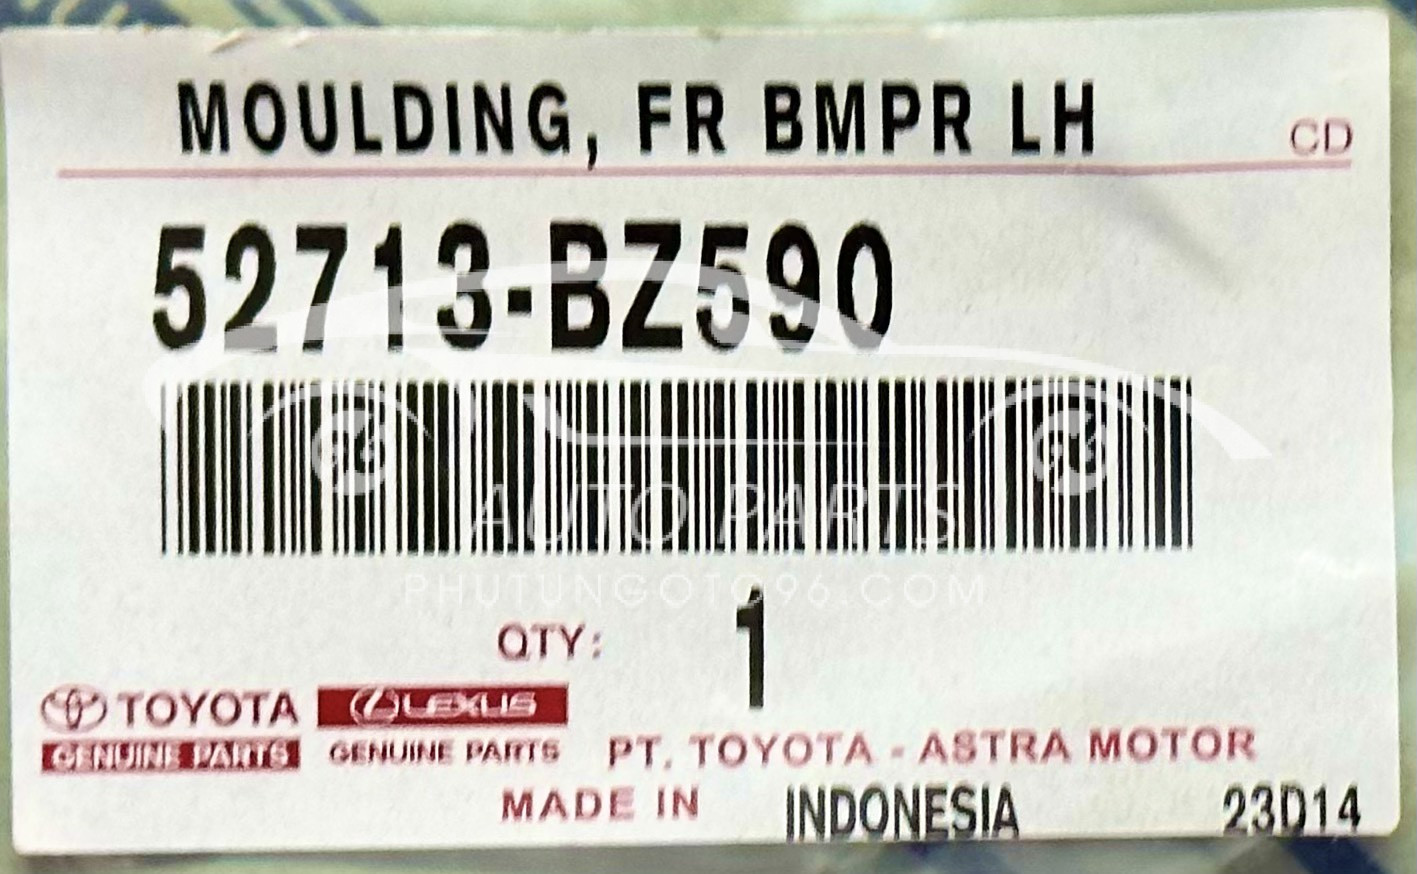 MOULDING, FR BMPR LH
CD
52713-BZ590
AUTO PARTS
PHUTUNGOTO96.COM
QTY: 1
TOYOTA LEXUS
GENUINE PARTS GENUINE PARTS PT. TOYOTA - ASTRA MOTOR
MADE IN INDONESIA 23D14